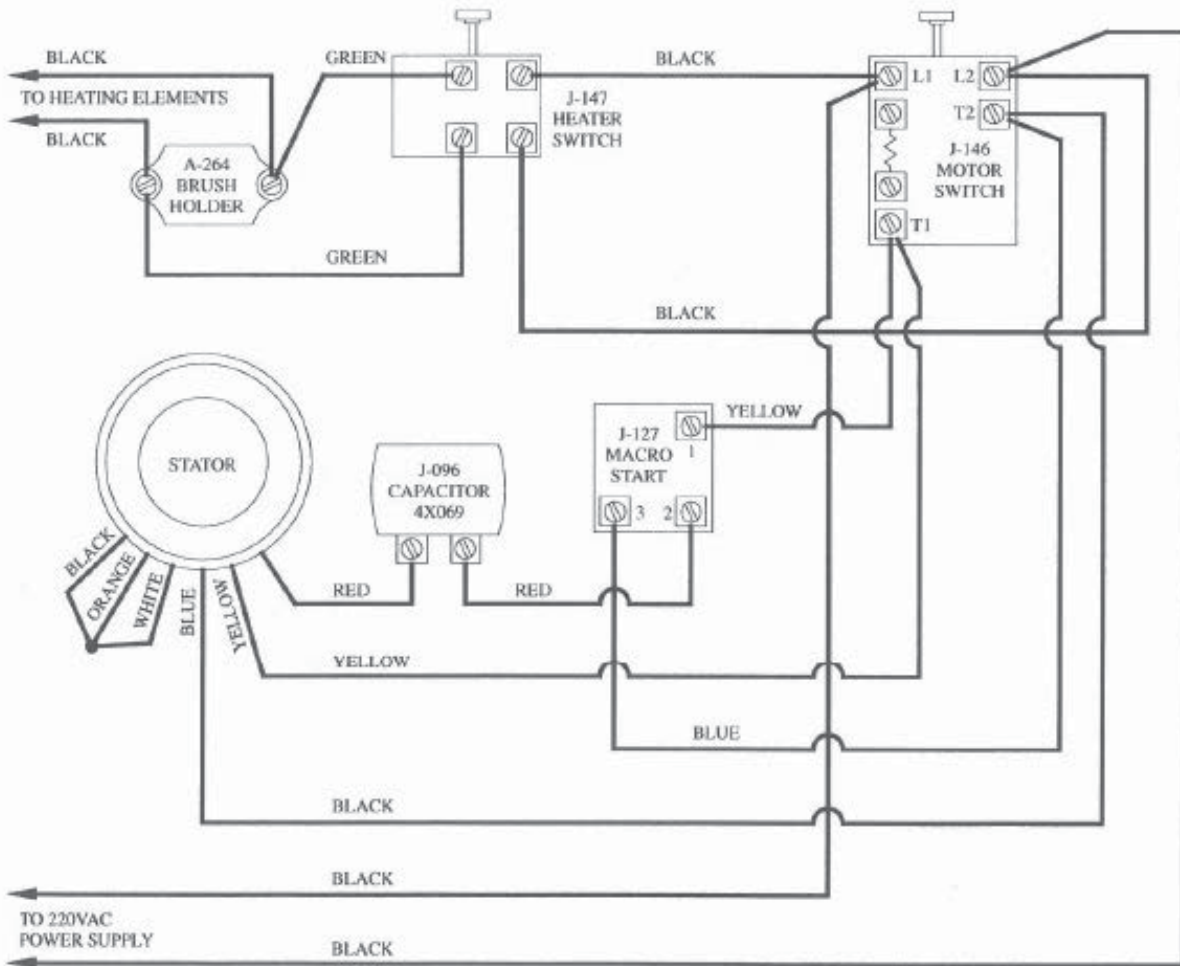 BLACK
GREEN
BLACK
L1
L2
TO HEATING ELEMENTS
J-147
HEATER
SWITCH
T2
BLACK
A-264
BRUSH
HOLDER
J-146
MOTOR
SWITCH
T1
GREEN
BLACK
YELLOW
J-127
MACRO
START
1
STATOR
J-096
CAPACITOR
4X069
3
2
BLACK
ORANGE
WHITE
BLUE
YELLOW
RED
RED
YELLOW
BLUE
BLACK
BLACK
TO 220VAC
POWER SUPPLY
BLACK